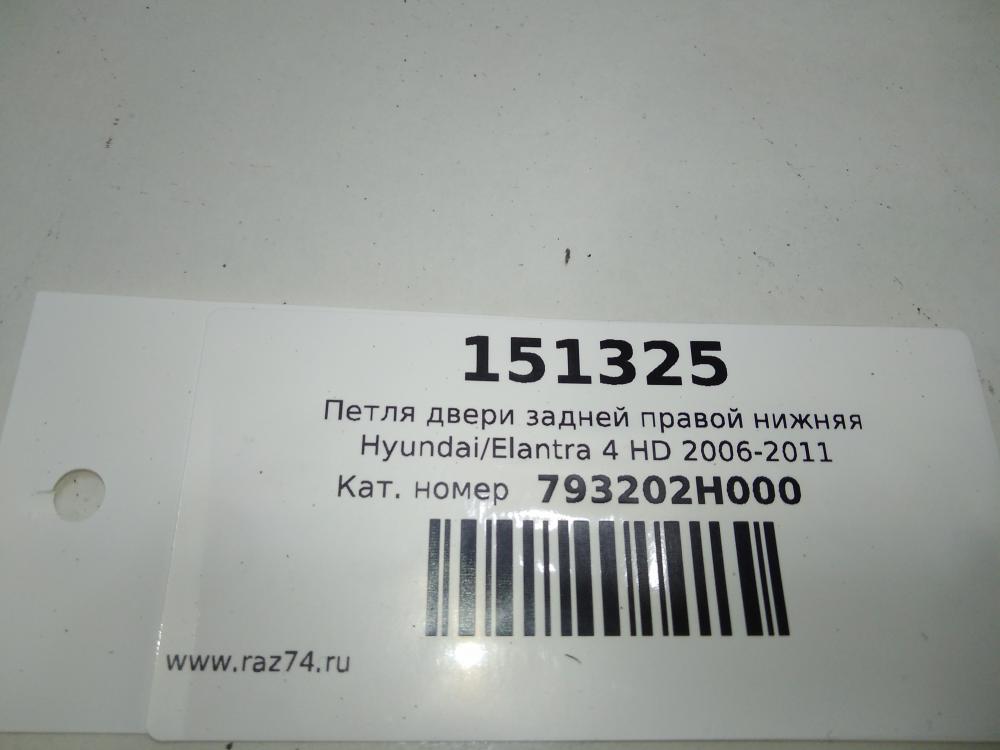 151325
Петля двери задней правой нижняя
Hyundai/Elantra 4 HD 2006-2011
Кат. номер 793202H000
www.raz74.ru